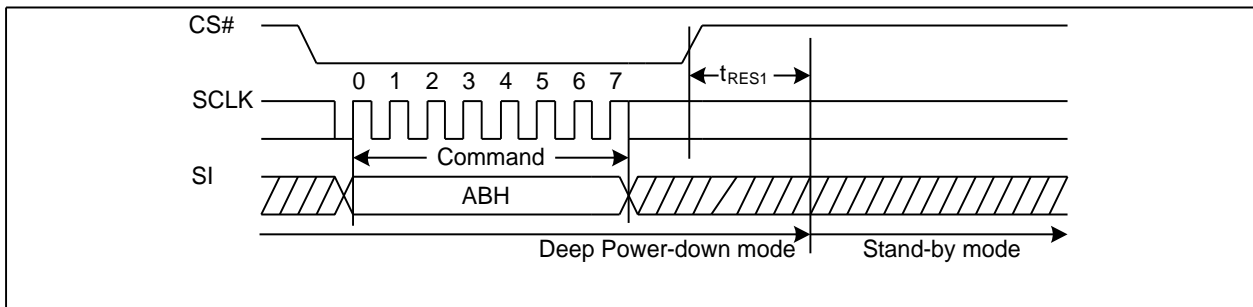 CS#
tRES1
0 1 2 3 4 5 6 7
SCLK
Command
SI
ABH
Deep Power-down mode Stand-by mode